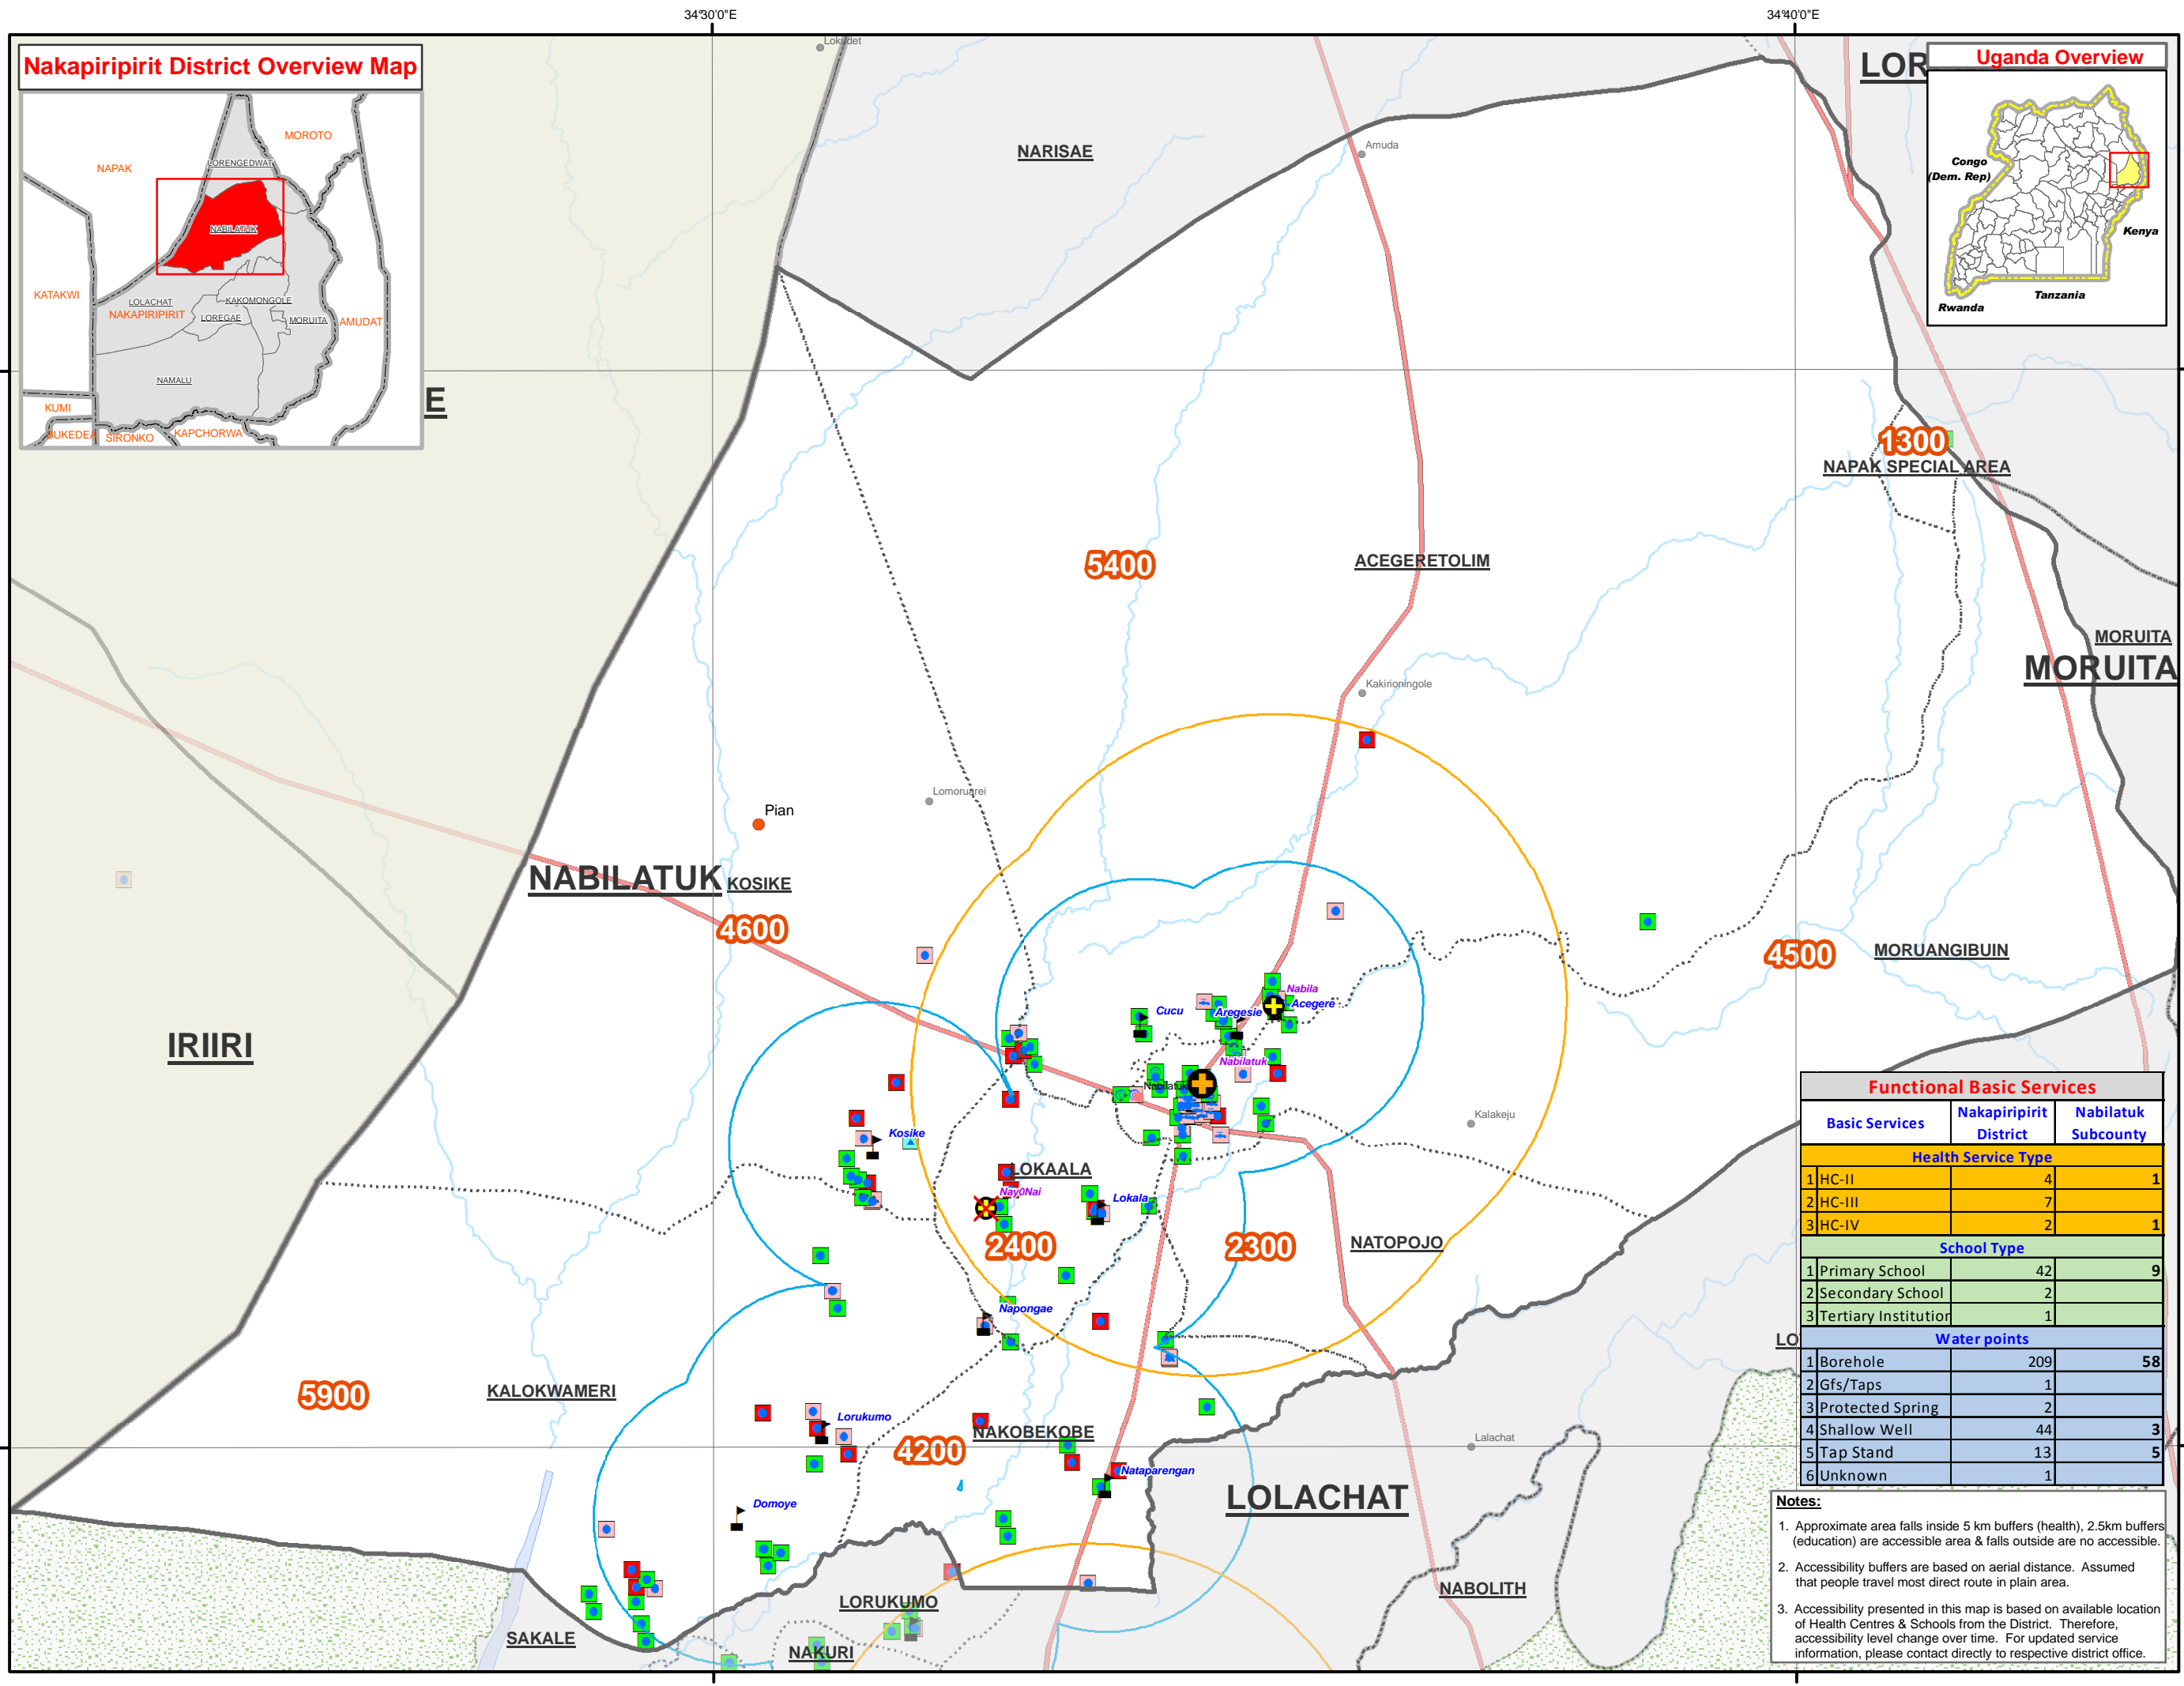 34°30'0"E
34°40'0"E
Nakapiripirit District Overview Map
MOROTO
NAPAK
LORENGEDWAT
NABILATUK
KATAKWI
LOLACHAT
NAKAPIRIPIRIT
KAKOMONGOLE
LOREGAE
MORUITA
AMUDAT
NAMALU
KUMI
BUKEDEA
SIRONKO
KAPCHORWA
E
Lokudet
NARISAE
Amuda
LOR
Uganda Overview
Congo
(Dem. Rep)
Kenya
Tanzania
Rwanda
1300
NAPAK SPECIAL AREA
5400
ACEGERETOLIM
MORUITA
MORUITA
Kakirioningole
Pian
Lomoruarei
NABILATUK
KOSIKE
4600
4500
MORUANGIBUIN
IRIIRI
Nabila
Acegere
Cucu
Aregesie
Nabilatuk
Nabilatuk
Kosike
Kalakeju
LOKAALA
Nay0Nai
Lokala
2400
2300
NATOPOJO
Napongae
5900
KALOKWAMERI
Lorukumo
NAKOBEKOBE
4200
Nataparengan
Lalachat
LOLACHAT
Domoye
LORUKUMO
NABOLITH
SAKALE
NAKURI
LO
Functional Basic Services
Basic Services Nakapiripirit District Nabilatuk Subcounty
Health Service Type
1 HC-II 4 1
2 HC-III 7
3 HC-IV 2 1
School Type
1 Primary School 42 9
2 Secondary School 2
3 Tertiary Institution 1
Water points
1 Borehole 209 58
2 Gfs/Taps 1
3 Protected Spring 2
4 Shallow Well 44 3
5 Tap Stand 13 5
6 Unknown 1
Notes:
1. Approximate area falls inside 5 km buffers (health), 2.5km buffers
(education) are accessible area & falls outside are no accessible.
2. Accessibility buffers are based on aerial distance. Assumed
that people travel most direct route in plain area.
3. Accessibility presented in this map is based on available location
of Health Centres & Schools from the District. Therefore,
accessibility level change over time. For updated service
information, please contact directly to respective district office.